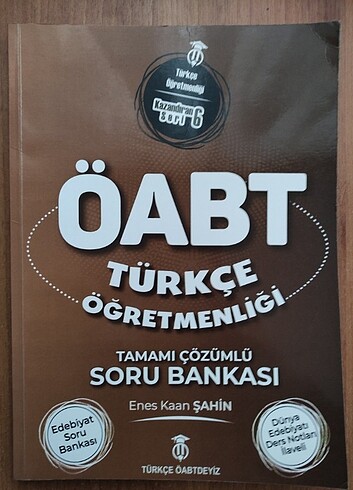 Türkçe
Öğretmenliği
Kazandıran
Seri 6
ÖABT
TÜRKÇE
ÖĞRETMENLİĞİ
TAMAMI ÇÖZÜMLÜ
SORU BANKASI
Enes Kaan ŞAHİN
Edebiyat
Soru
Bankası
Dünya
Edebiyatı
Ders Notları
İlaveli
TÜRKÇE ÖABTDEYİZ